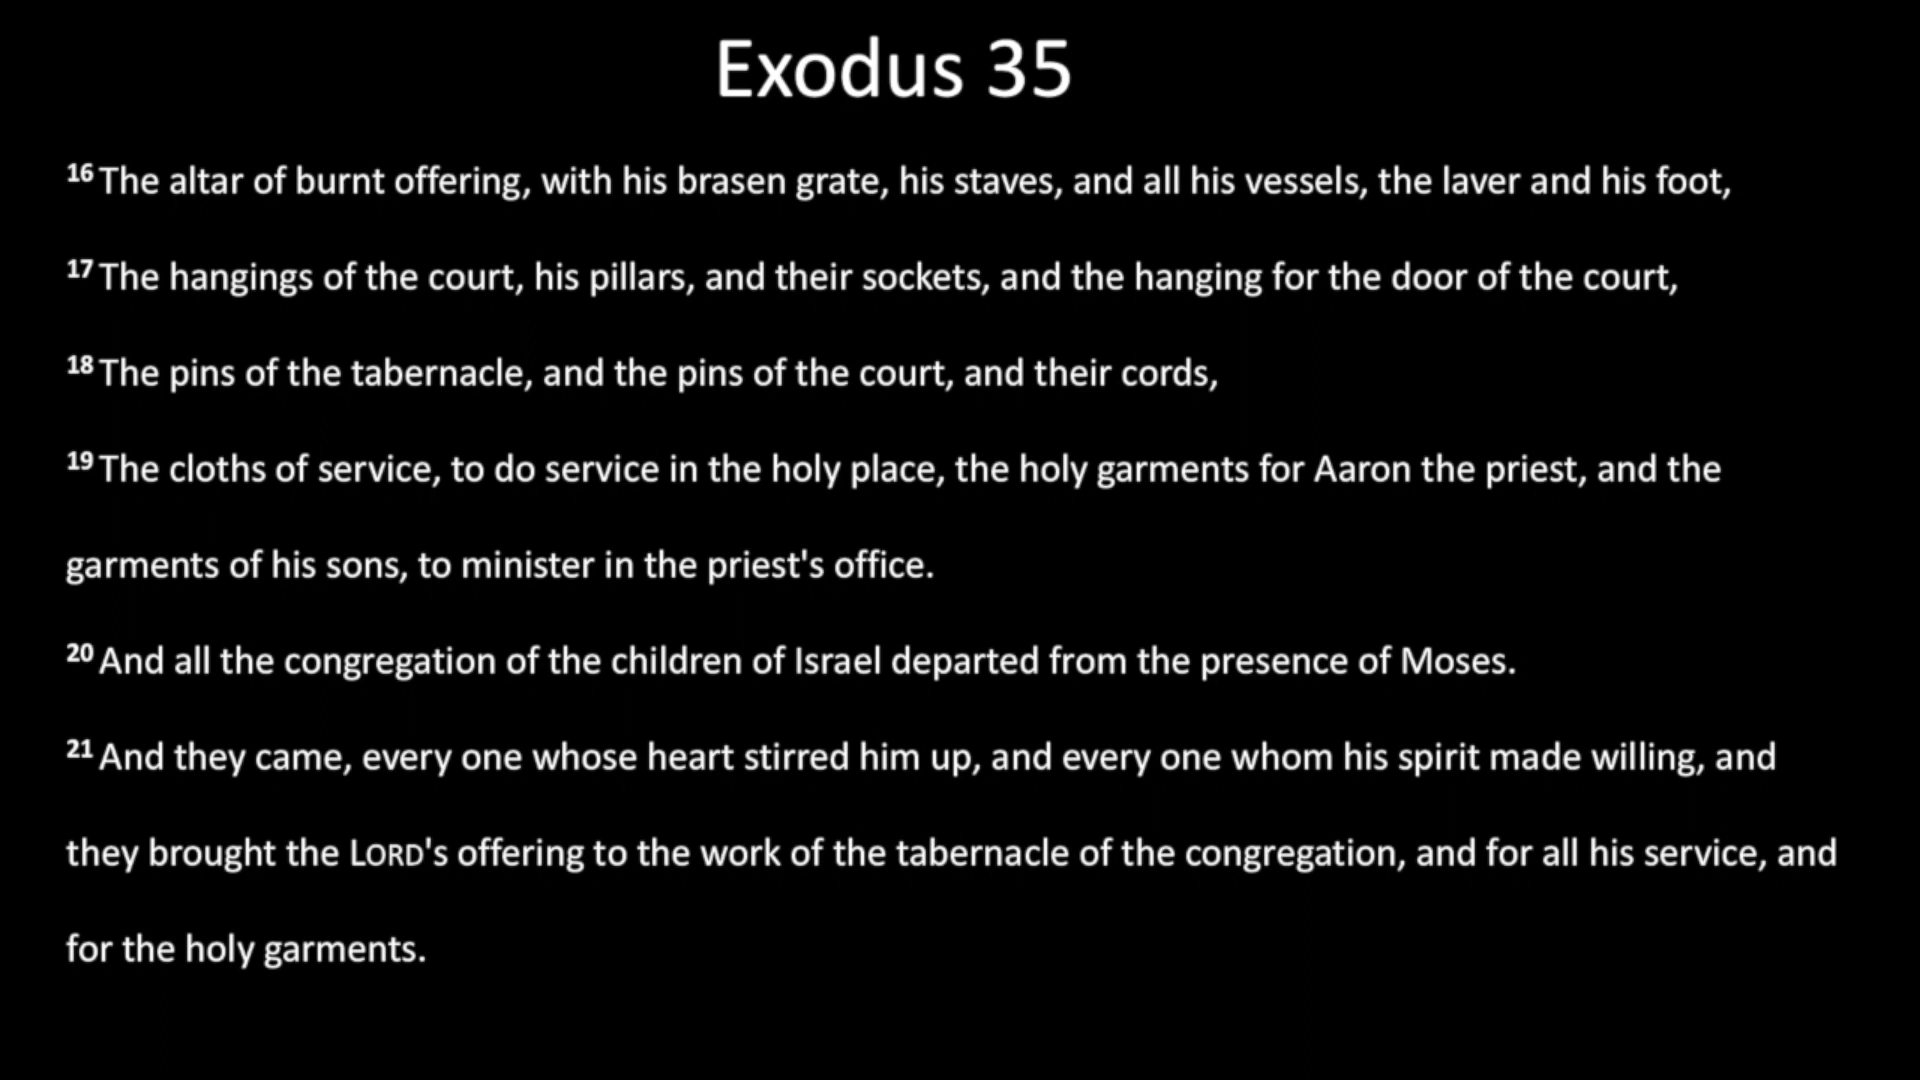 Exodus 35
16 The altar of burnt offering, with his brasen grate, his staves, and all his vessels, the laver and his foot,
17 The hangings of the court, his pillars, and their sockets, and the hanging for the door of the court,
18 The pins of the tabernacle, and the pins of the court, and their cords,
19 The cloths of service, to do service in the holy place, the holy garments for Aaron the priest, and the
garments of his sons, to minister in the priest's office.
20 And all the congregation of the children of Israel departed from the presence of Moses.
21 And they came, every one whose heart stirred him up, and every one whom his spirit made willing, and
they brought the LORD's offering to the work of the tabernacle of the congregation, and for all his service, and
for the holy garments.